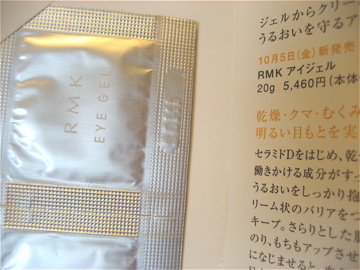 RMK
EYE GEL
ジェルからクリー
うるおいを守るア
10月5日(金)新発売
RMK アイジェル
20g 5,460円(本体
乾燥・クマ・むくみ
明るい目もとを実
セラミドDをはじめ、乾
働きかける成分がすっ
うるおいをしっかり抱
リーム状のバリアをつ
キープ。さらりとした
のり、もちもアップさせ
になじませると、